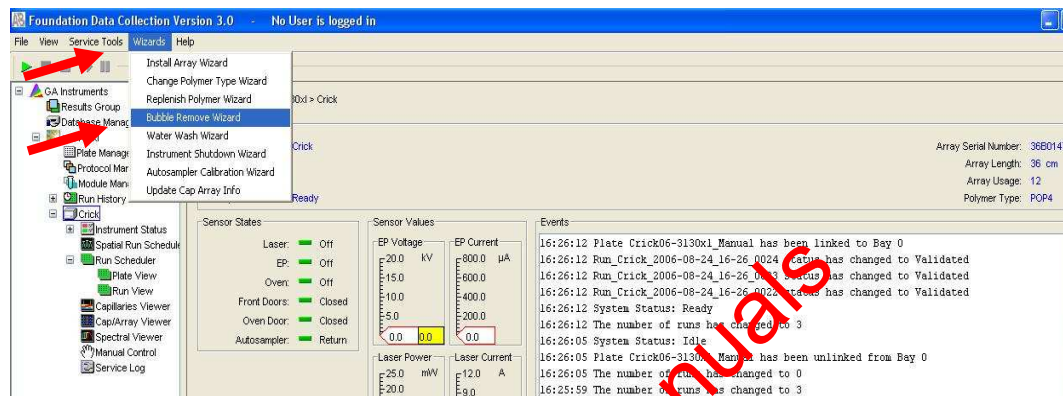 Foundation Data Collection Version 3.0 - No User is logged in
File View Service Tools Wizards Help
Install Array Wizard
Change Polymer Type Wizard
Replenish Polymer Wizard
Bubble Remove Wizard
Water Wash Wizard
Instrument Shutdown Wizard
Autosampler Calibration Wizard
Update Cap Array Info
GA Instruments
Results Group
Database Manag
Plate Manage
Protocol Mar
Module Man
Run History
Crick
Instrument Status
Spatial Run Schedule
Run Scheduler
Plate View
Run View
Capillaries Viewer
Cap/Array Viewer
Spectral Viewer
Manual Control
Service Log
0xl > Crick
Crick
Ready
Array Serial Number: 36B014
Array Length: 36 cm
Array Usage: 12
Polymer Type: POP4
Sensor States
Laser: Off
EP: Off
Oven: Off
Front Doors: Closed
Oven Door: Closed
Autosampler: Return
Sensor Values
EP Voltage
20.0 kV
15.0
10.0
5.0
0.0 0.0
EP Current
800.0 µA
600.0
400.0
200.0
0.0
Laser Power
25.0 mW
20.0
Laser Current
12.0 A
9.0
Events
16:26:12 Plate Crick06-3130xl_Manual has been linked to Bay 0
16:26:12 Run_Crick_2006-08-24_16-26_0024 status has changed to Validated
16:26:12 Run_Crick_2006-08-24_16-26_0023 status has changed to Validated
16:26:12 Run_Crick_2006-08-24_16-26_0022 status has changed to Validated
16:26:12 System Status: Ready
16:26:12 The number of runs has changed to 3
16:26:05 System Status: Idle
16:26:05 Plate Crick06-3130xl_Manual has been unlinked from Bay 0
16:26:05 The number of runs has changed to 0
16:25:59 The number of runs has changed to 3
nuals